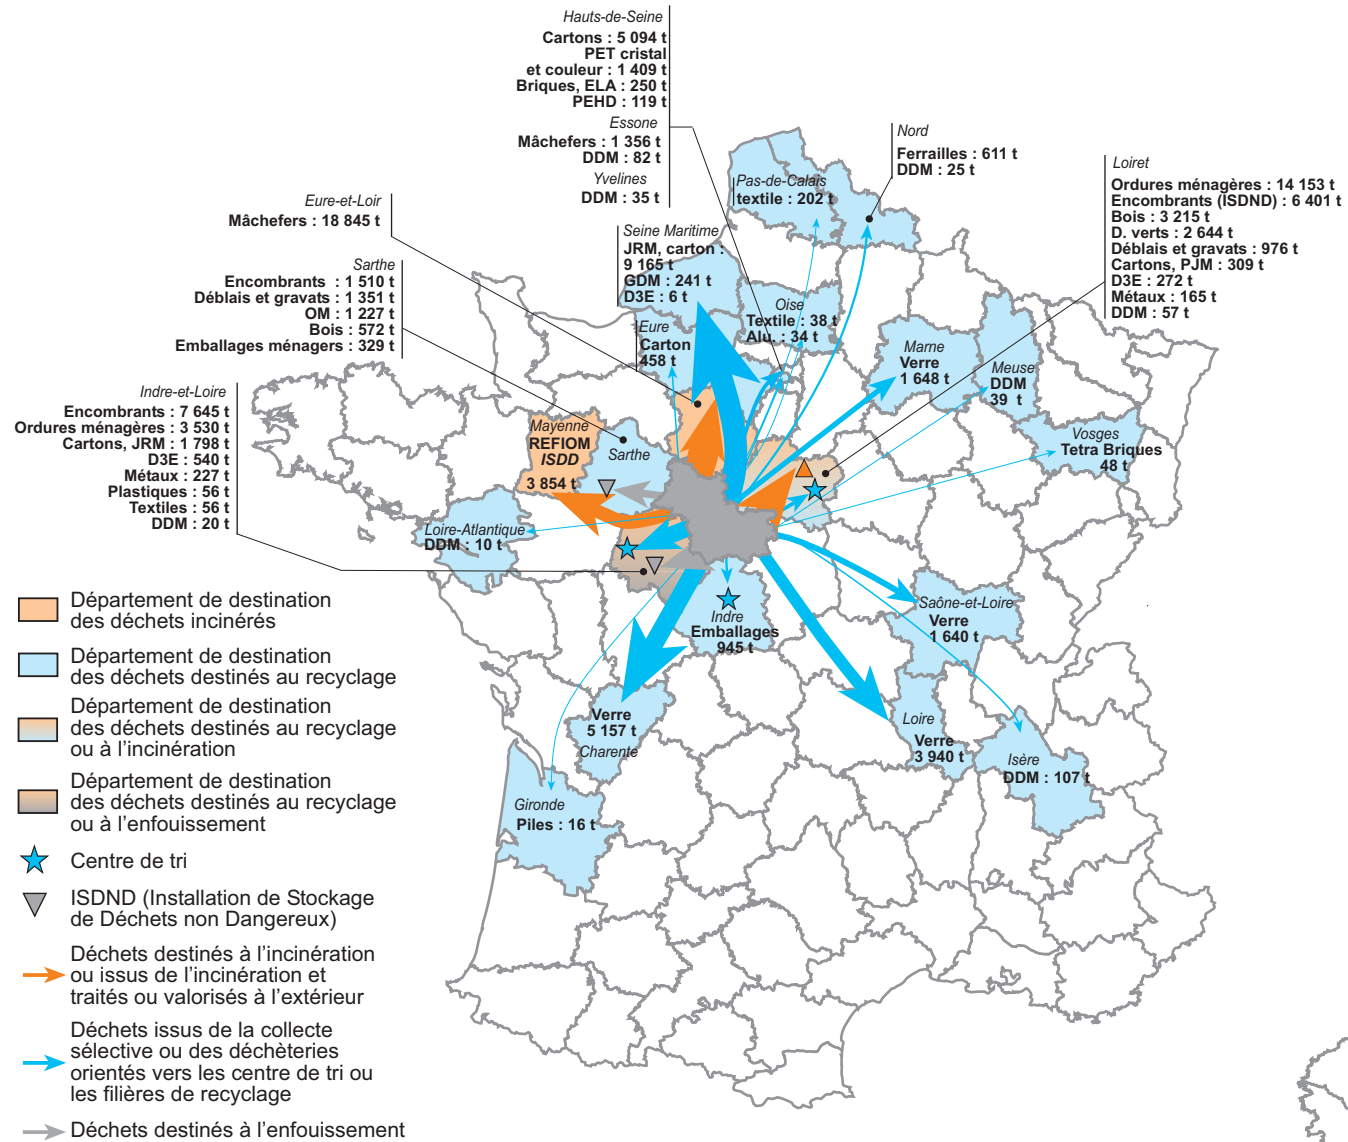 Hauts-de-Seine
Cartons : 5 094 t
PET cristal
et couleur : 1 409 t
Briques, ELA : 250 t
PEHD : 119 t
Essone
Mâchefers : 1 356 t
DDM : 82 t
Yvelines
DDM : 35 t
Nord
Ferrailles : 611 t
DDM : 25 t
Pas-de-Calais
textile : 202 t
Loiret
Ordures ménagères : 14 153 t
Encombrants (ISDND) : 6 401 t
Bois : 3 215 t
D. verts : 2 644 t
Déblais et gravats : 976 t
Cartons, PJM : 309 t
D3E : 272 t
Métaux : 165 t
DDM : 57 t
Eure-et-Loir
Mâchefers : 18 845 t
Seine Maritime
JRM, carton :
9 165 t
GDM : 241 t
D3E : 6 t
Sarthe
Encombrants : 1 510 t
Déblais et gravats : 1 351 t
OM : 1 227 t
Bois : 572 t
Emballages ménagers : 329 t
Oise
Textile : 38 t
Alu. : 34 t
Eure
Carton
458 t
Marne
Verre
1 648 t
Meuse
DDM
39 t
Indre-et-Loire
Encombrants : 7 645 t
Ordures ménagères : 3 530 t
Cartons, JRM : 1 798 t
D3E : 540 t
Métaux : 227 t
Plastiques : 56 t
Textiles : 56 t
DDM : 20 t
Mayenne
REFIOM
ISDD
3 854 t
Sarthe
Vosges
Tetra Briques
48 t
Loire-Atlantique
DDM : 10 t
Indre
Emballages
945 t
Saône-et-Loire
Verre
1 640 t
Verre
5 157 t
Charente
Loire
Verre
3 940 t
Isère
DDM : 107 t
Gironde
Piles : 16 t
Département de destination
des déchets incinérés
Département de destination
des déchets destinés au recyclage
Département de destination
des déchets destinés au recyclage
ou à l'incinération
Département de destination
des déchets destinés au recyclage
ou à l'enfouissement
Centre de tri
ISDND (Installation de Stockage
de Déchets non Dangereux)
Déchets destinés à l'incinération
ou issus de l'incinération et
traités ou valorisés à l'extérieur
Déchets issus de la collecte
sélective ou des déchèteries
orientés vers les centre de tri ou
les filières de recyclage
Déchets destinés à l'enfouissement